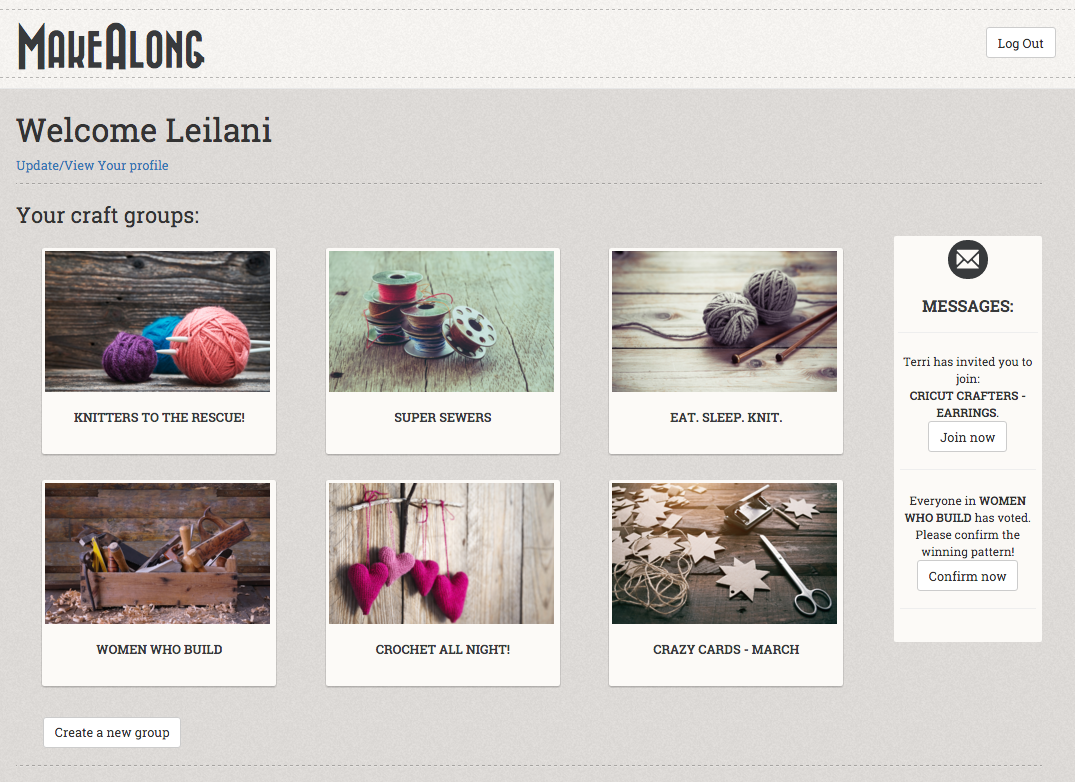 MakeAlong
Log Out
Welcome Leilani
Update/View Your profile
Your craft groups:
KNITTERS TO THE RESCUE!
SUPER SEWERS
EAT. SLEEP. KNIT.
WOMEN WHO BUILD
CROCHET ALL NIGHT!
CRAZY CARDS - MARCH
Create a new group
MESSAGES:
Terri has invited you to
join:
CRICUT CRAFTERS -
EARRINGS.
Join now
Everyone in WOMEN
WHO BUILD has voted.
Please confirm the
winning pattern!
Confirm now